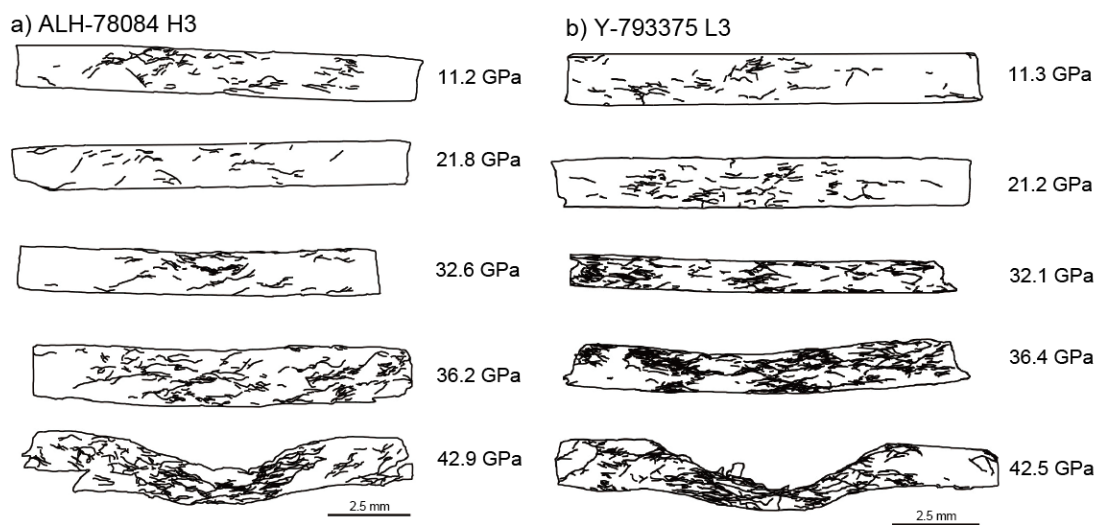 a) ALH-78084 H3
11.2 GPa
21.8 GPa
32.6 GPa
36.2 GPa
42.9 GPa
2.5 mm
b) Y-793375 L3
11.3 GPa
21.2 GPa
32.1 GPa
36.4 GPa
42.5 GPa
2.5 mm